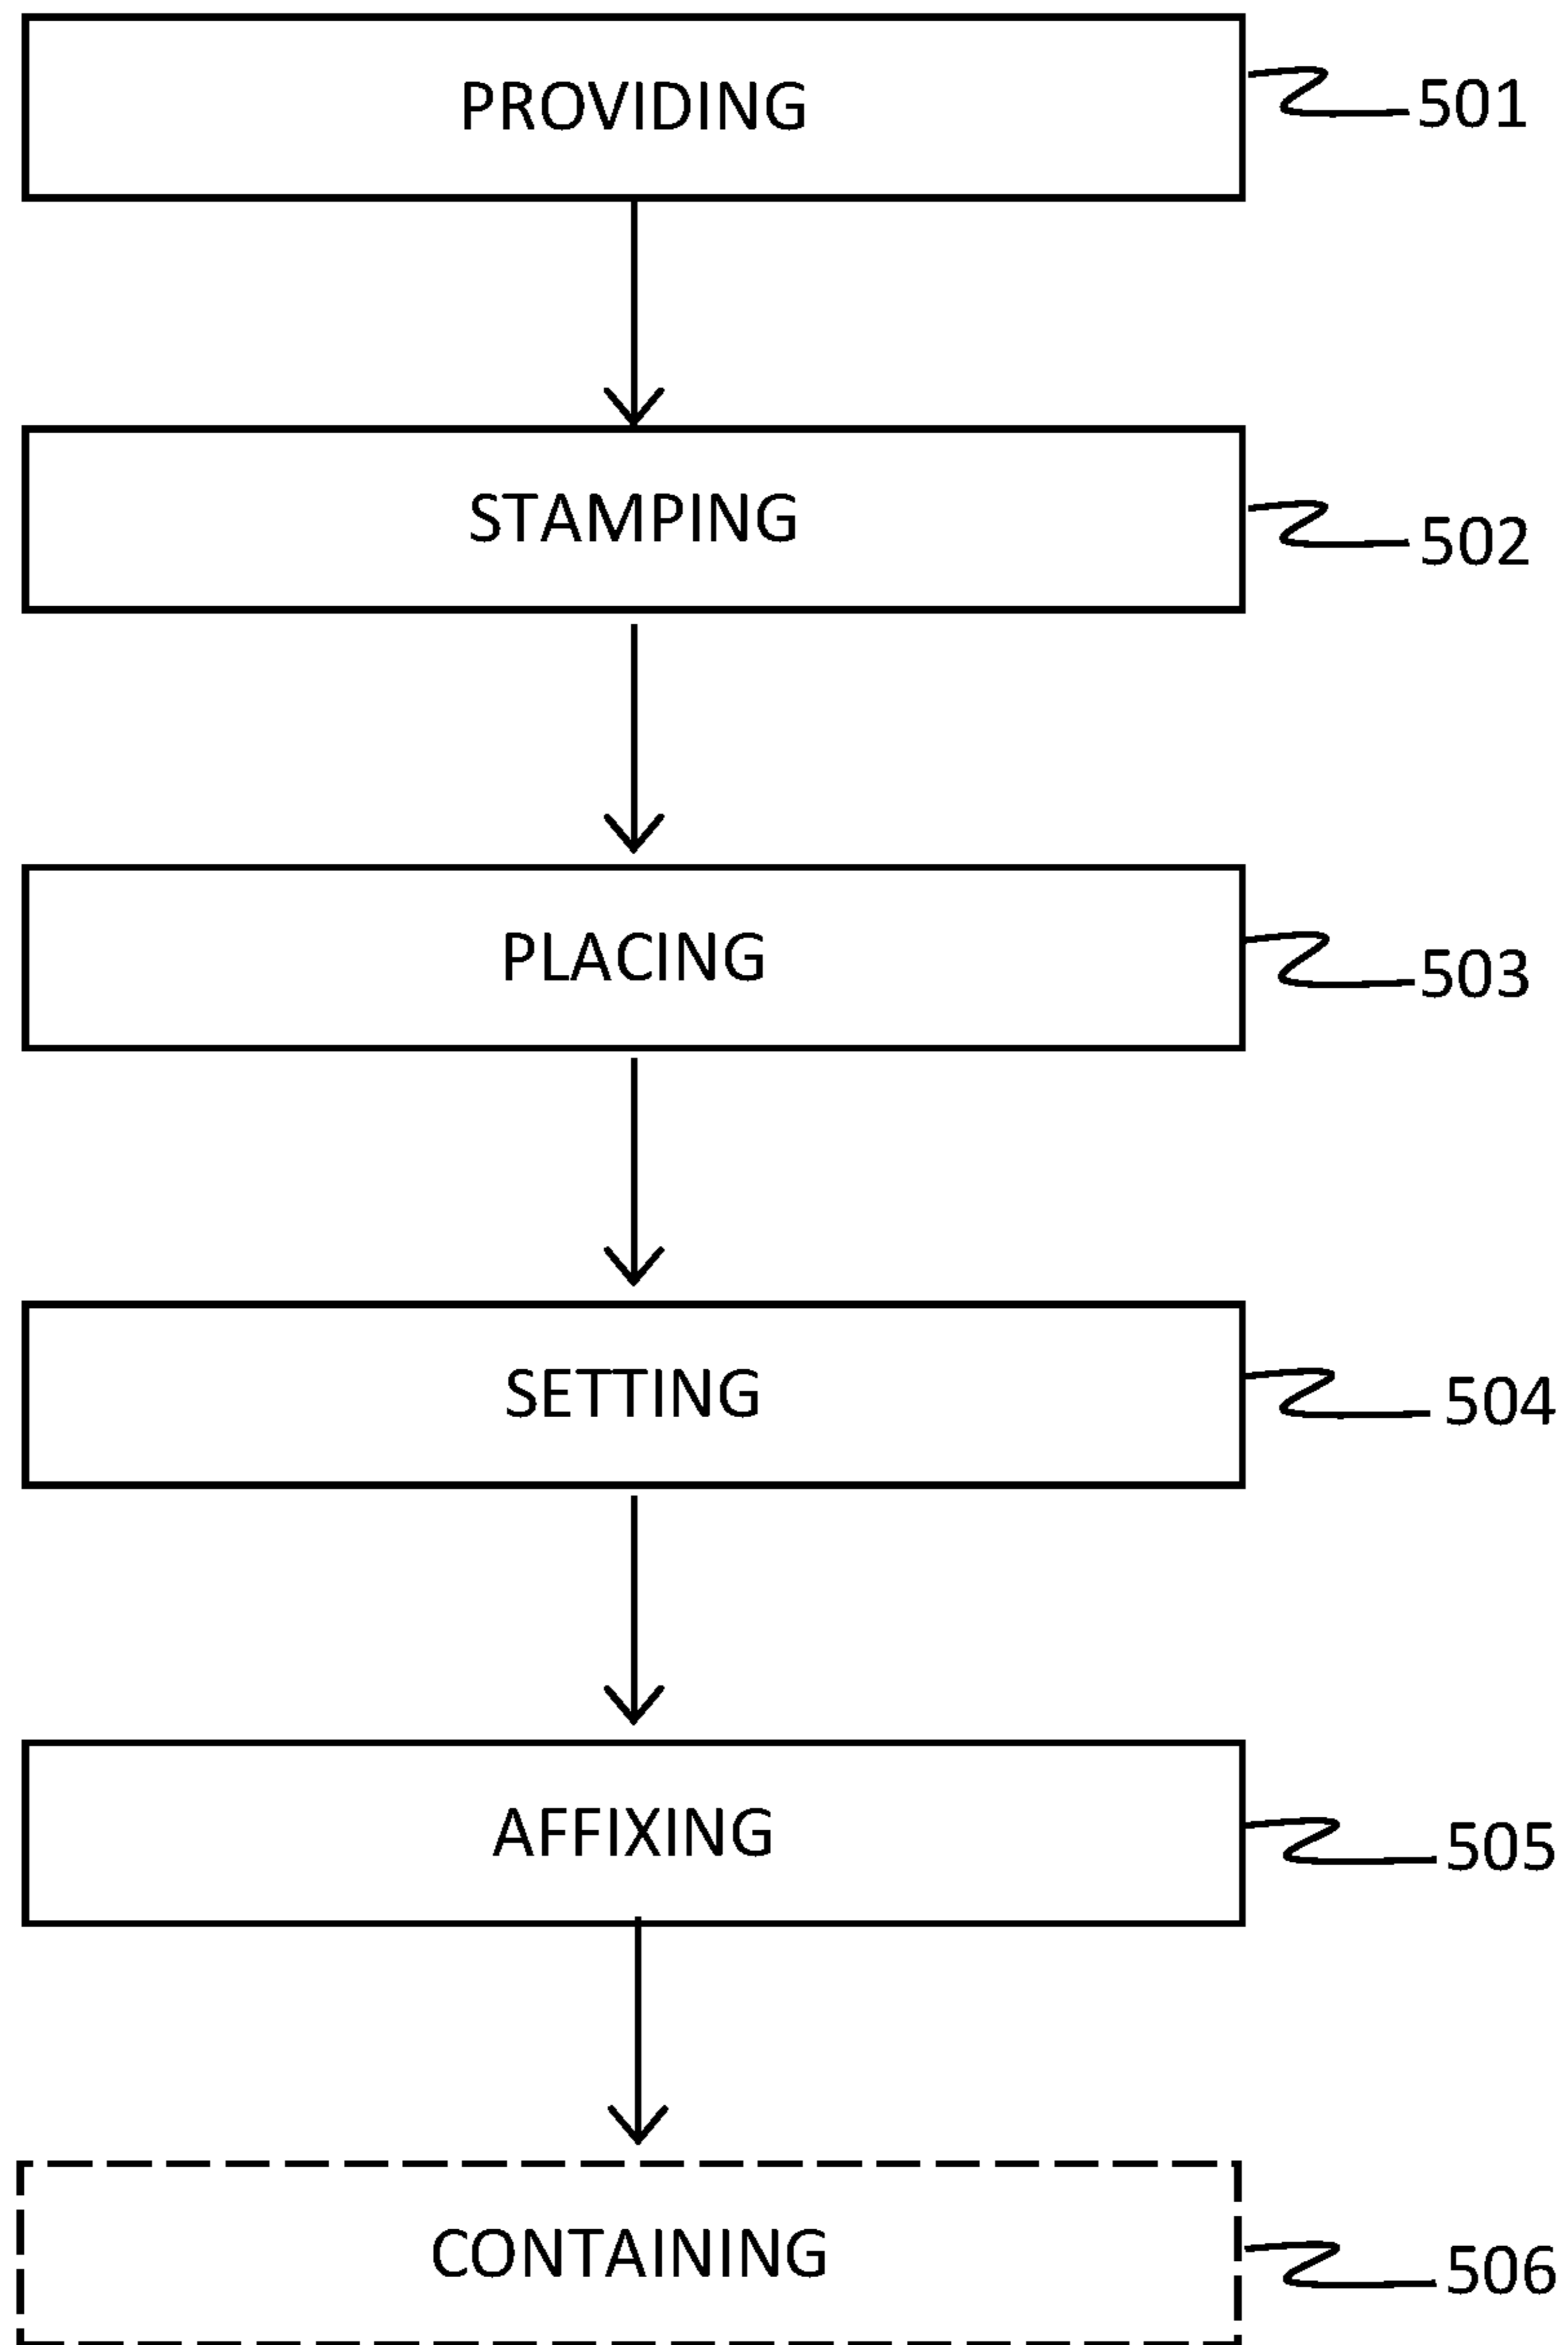 PROVIDING 501
STAMPING 502
PLACING 503
SETTING 504
AFFIXING 505
CONTAINING 506